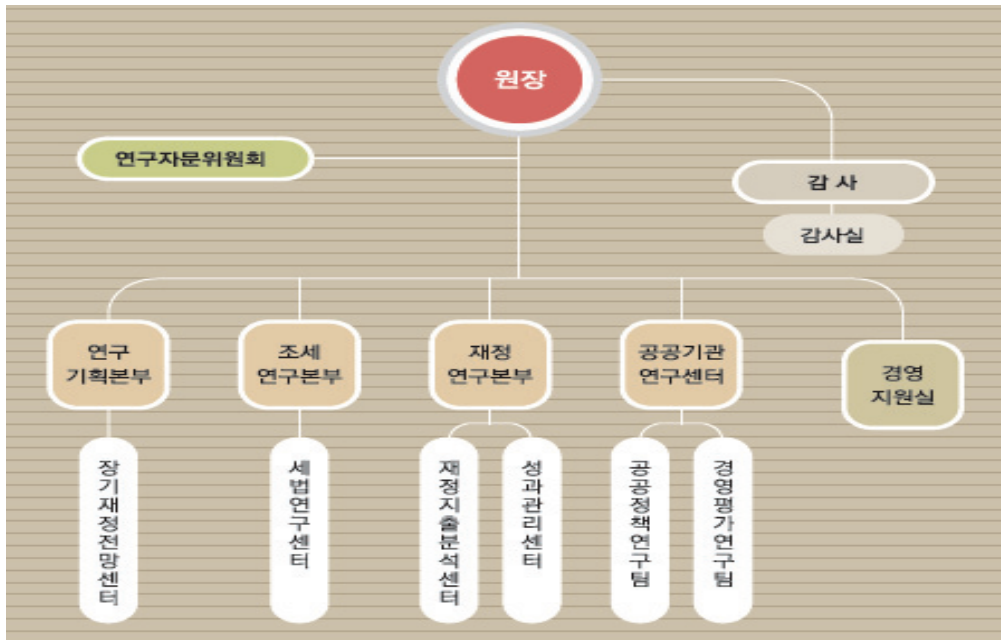 원장
연구자문위원회
감 사
감사실
연구
기획본부
조세
연구본부
재정
연구본부
공공기관
연구센터
경영
지원실
장기재정전망센터
세법연구센터
재정지출분석센터
성과관리센터
공공정책연구팀
경영평가연구팀